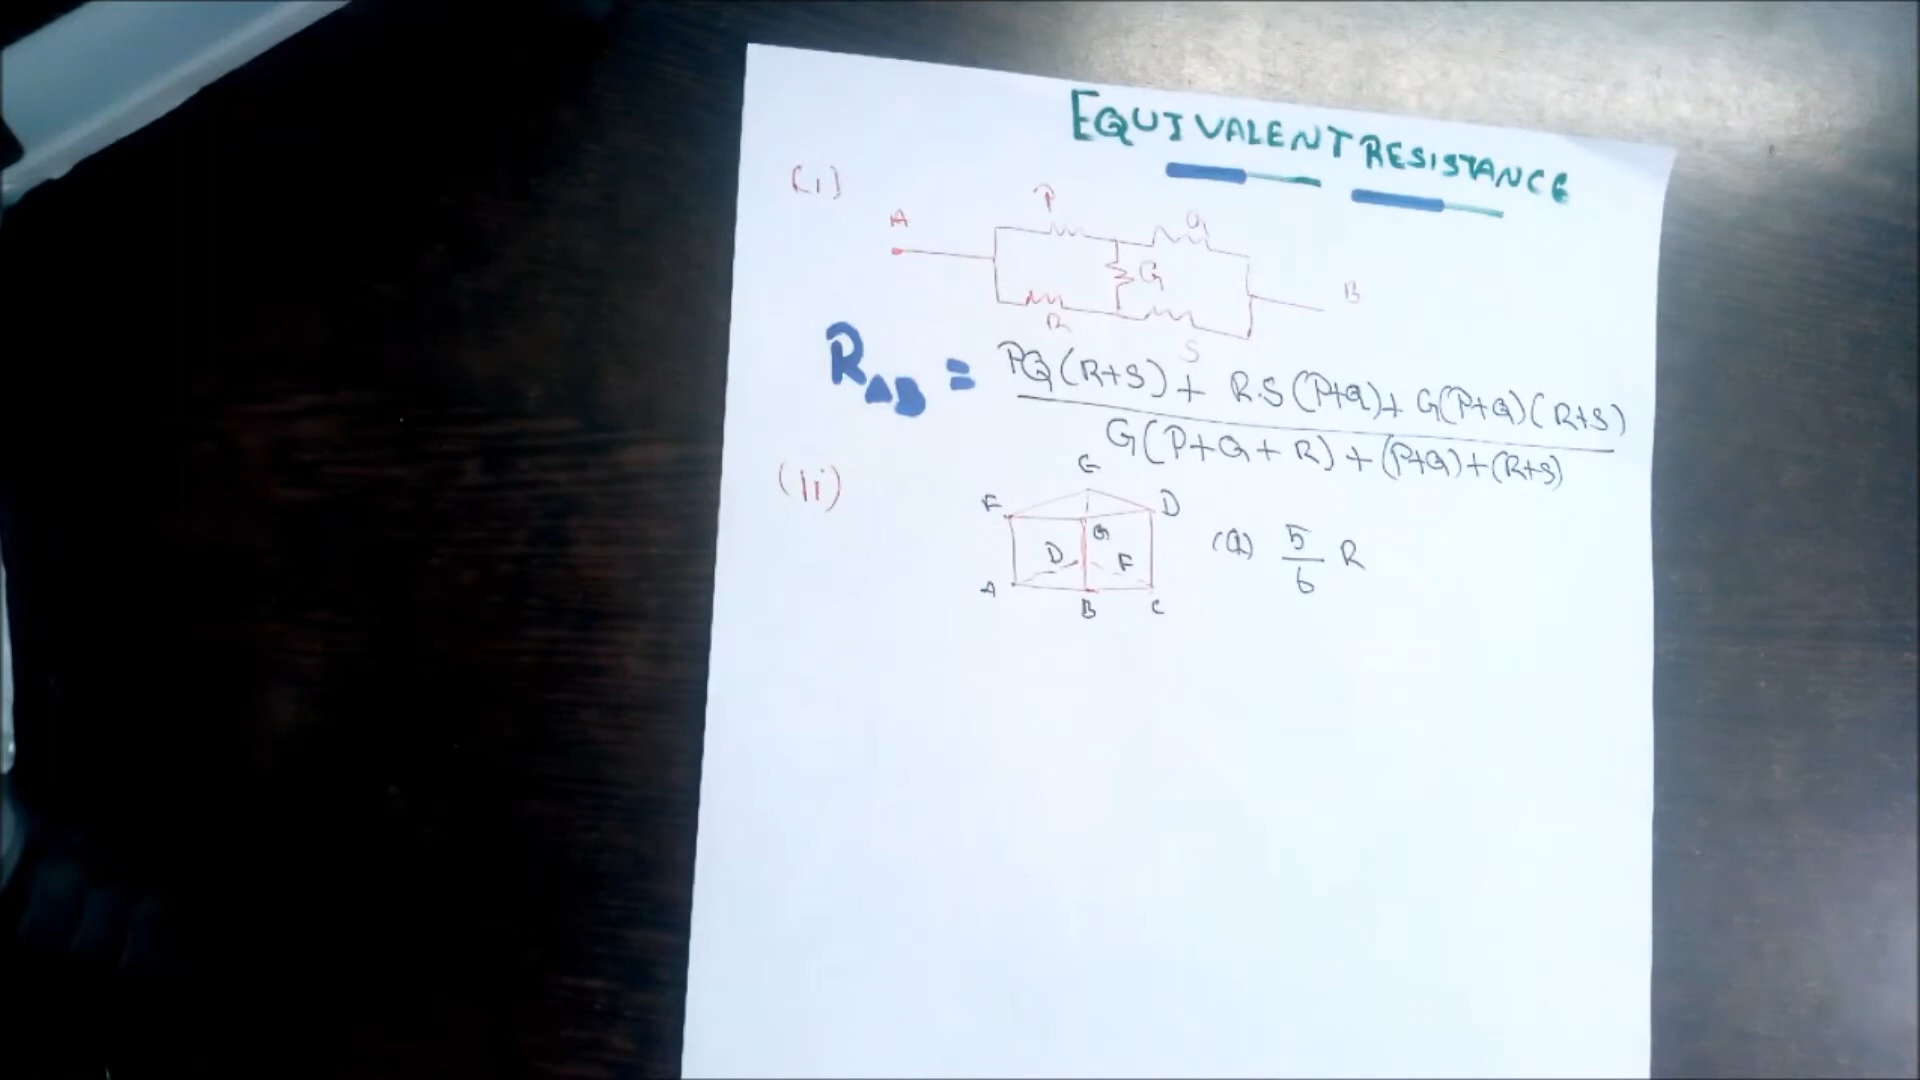 EQUIVALENT RESISTANCE
(i)
P
Q
A
G
B
R
S
R_AB = PQ(R+S) + R.S(P+Q) + G(P+Q)(R+S)
G(P+Q+R) + (P+Q) + (R+S)
(ii)
E
F
D
G
D
F
A
B
C
(a) 5/6 R